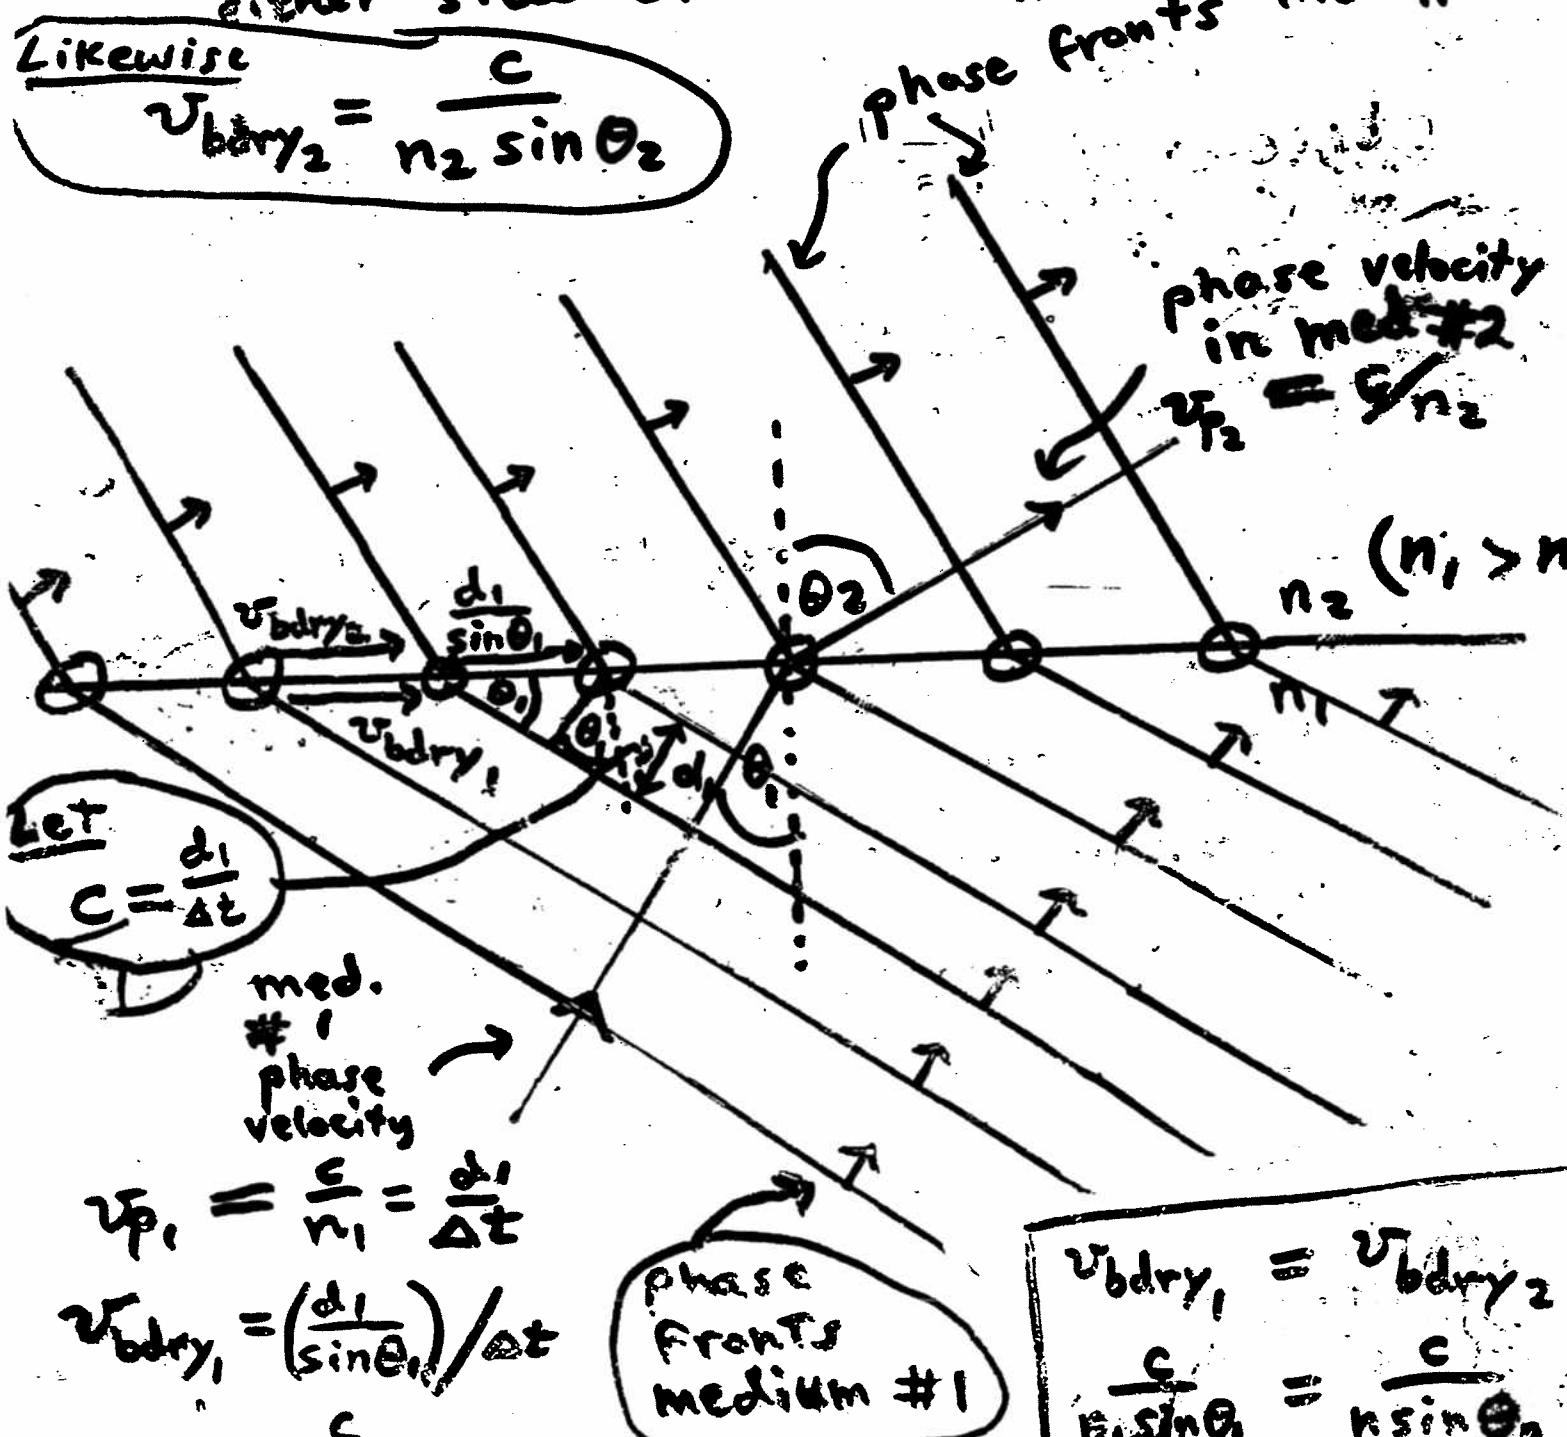 either
phase fronts
Likewise
v_bdry₂ = c / n₂ sin θ₂
phase velocity
in med #2
v_p₂ = c/n₂
(n₁ > n
n₂
n₁
θ₂
v_bdry₂
d₁ / sin θ₁
v_bdry₁
θ₁
θ₁
d₁
θ₁
Let
C = d₁ / Δt
med.
# 1
phase
velocity
v_p₁ = c / n₁ = d₁ / Δt
v_bdry₁ = (d₁ / sin θ₁) / Δt
c
phase
fronts
medium #1
v_bdry₁ = v_bdry₂
c / n₁ sin θ₁ = c / n sin θ₂